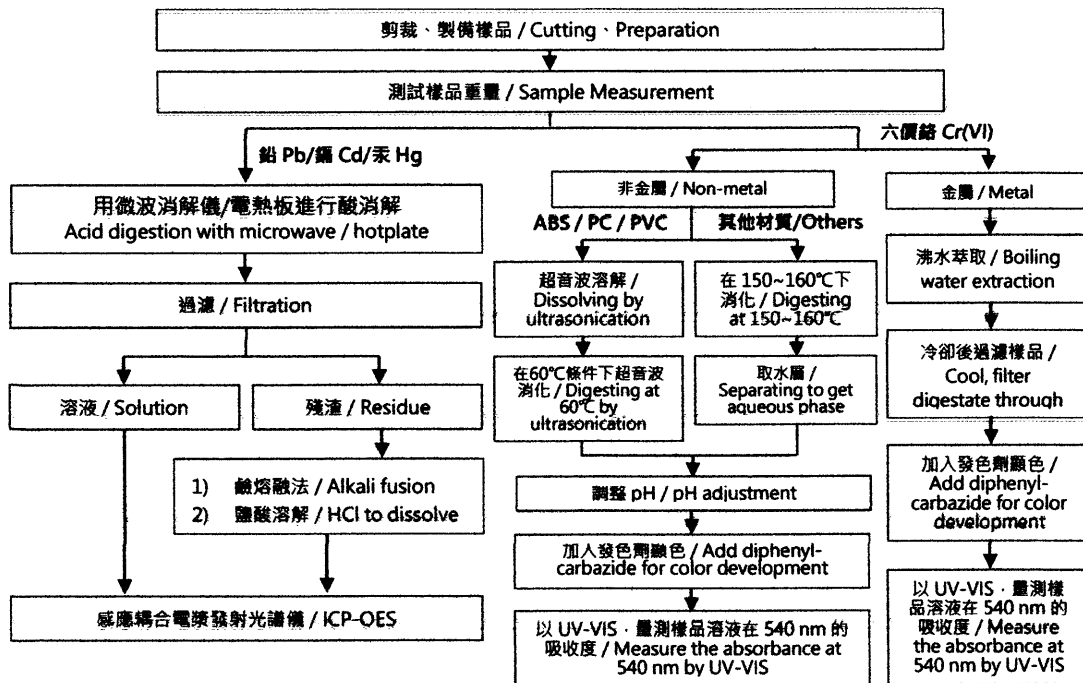 剪裁、製備樣品 / Cutting、Preparation
測試樣品重量 / Sample Measurement
鉛 Pb/鎘 Cd/汞 Hg
六價鉻 Cr(VI)
用微波消解儀/電熱板進行酸消解
Acid digestion with microwave / hotplate
過濾 / Filtration
溶液 / Solution
殘渣 / Residue
1) 鹼熔融法 / Alkali fusion
2) 鹽酸溶解 / HCl to dissolve
感應耦合電漿發射光譜儀 / ICP-OES
非金屬 / Non-metal
ABS / PC / PVC
其他材質/Others
超音波溶解 /
Dissolving by
ultrasonication
在60℃條件下超音波
消化 / Digesting at
60℃ by
ultrasonication
在 150~160℃下
消化 / Digesting
at 150~160℃
取水層 /
Separating to get
aqueous phase
調整 pH / pH adjustment
加入發色劑顯色 / Add diphenyl-
carbazide for color development
以 UV-VIS，量測樣品溶液在 540 nm 的
吸收度 / Measure the absorbance at
540 nm by UV-VIS
金屬 / Metal
沸水萃取 / Boiling
water extraction
冷卻後過濾樣品 /
Cool, filter
digestate through
加入發色劑顯色 /
Add diphenyl-
carbazide for color
development
以 UV-VIS，量測樣
品溶液在 540 nm 的
吸收度 / Measure
the absorbance at
540 nm by UV-VIS